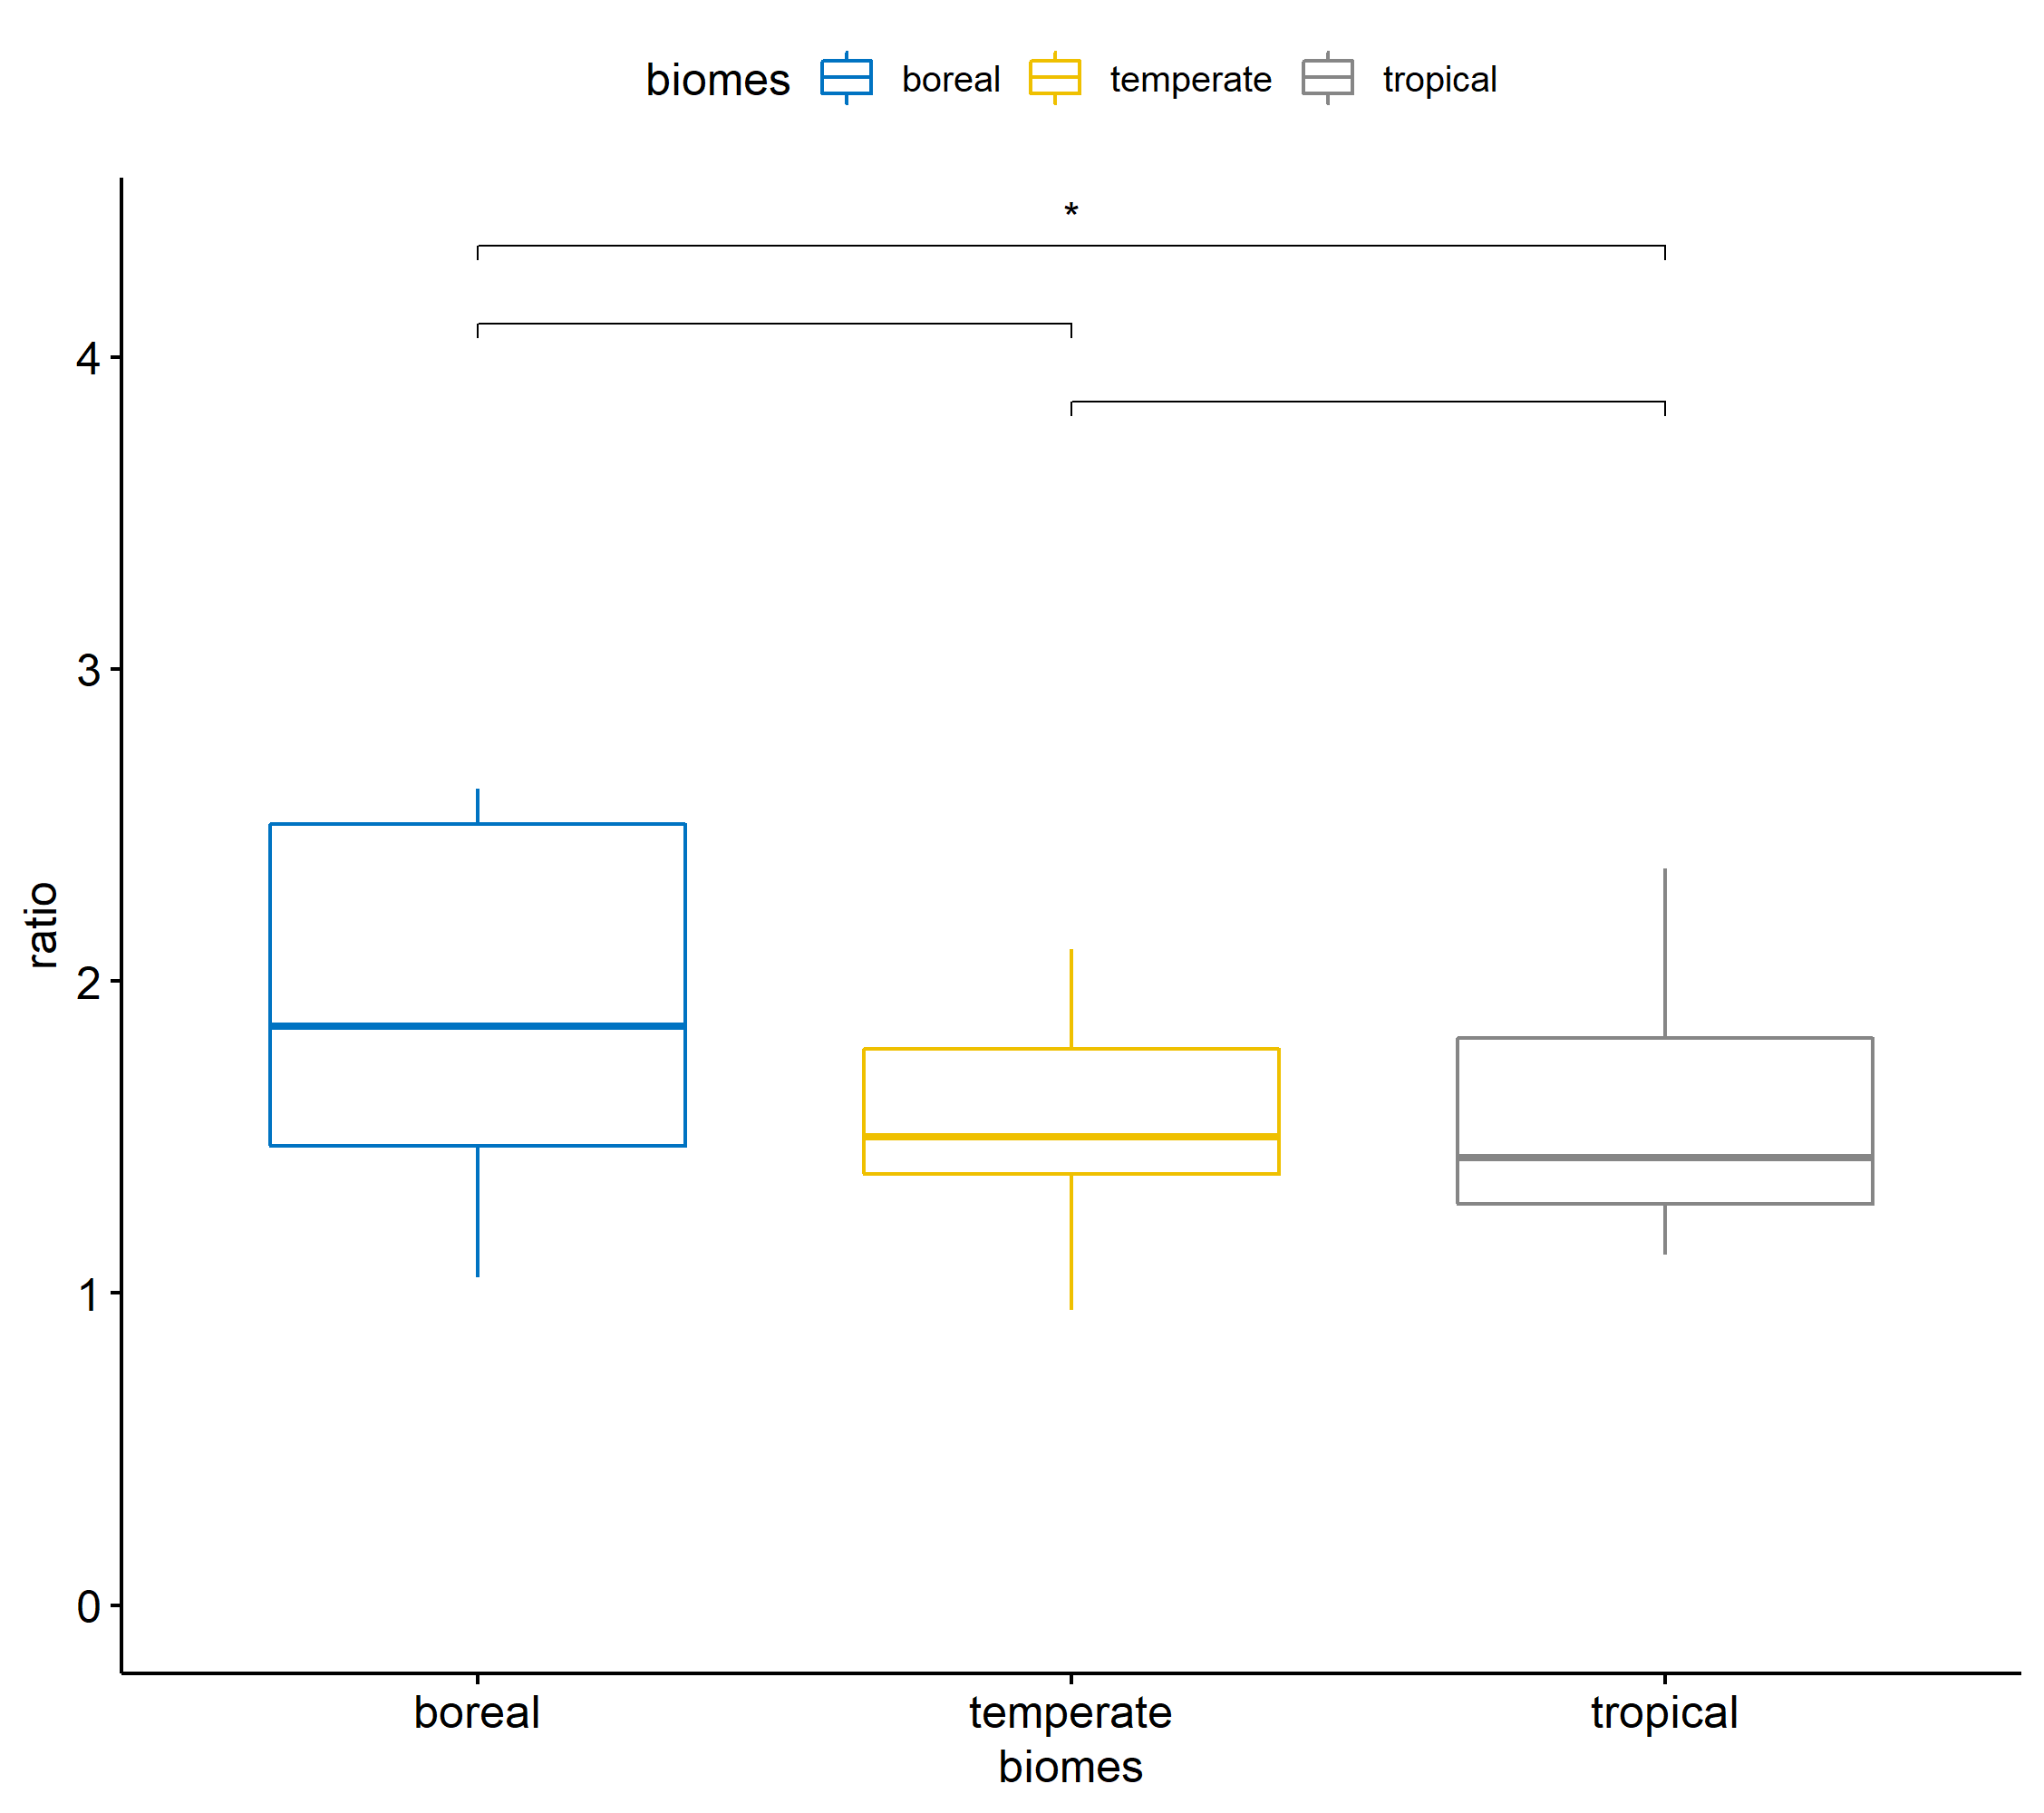 biomes boreal temperate tropical
*
4
3
2
1
0
ratio
boreal temperate tropical
biomes